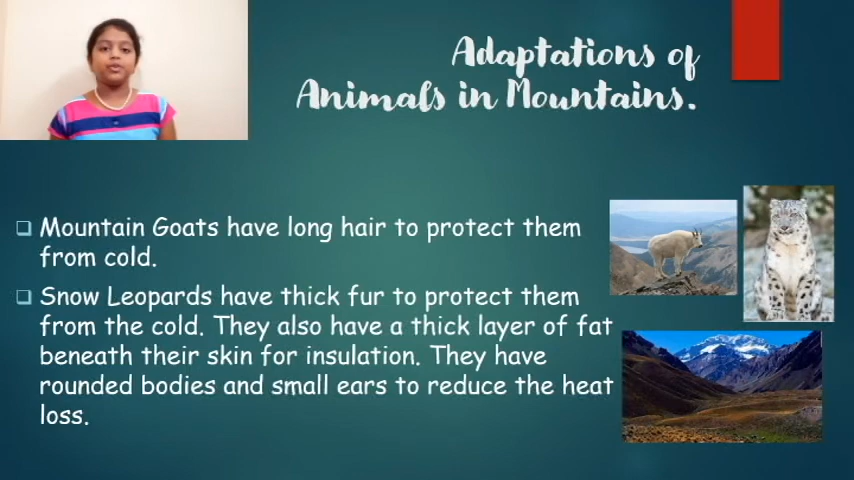 Adaptations of
Animals in Mountains.
Mountain Goats have long hair to protect them
from cold.
Snow Leopards have thick fur to protect them
from the cold. They also have a thick layer of fat
beneath their skin for insulation. They have
rounded bodies and small ears to reduce the heat
loss.